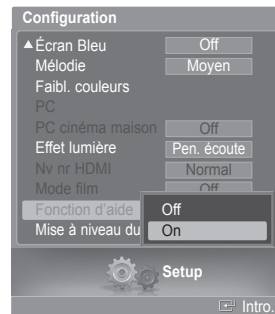 Configuration
▲Écran Bleu Off
Mélodie Moyen
Faibl. couleurs
PC
PC cinéma maison Off
Effet lumière Pen. écoute
Nv nr HDMI Normal
Mode film Off
Fonction d'aide Off
Mise à niveau du On
Setup
Intro.